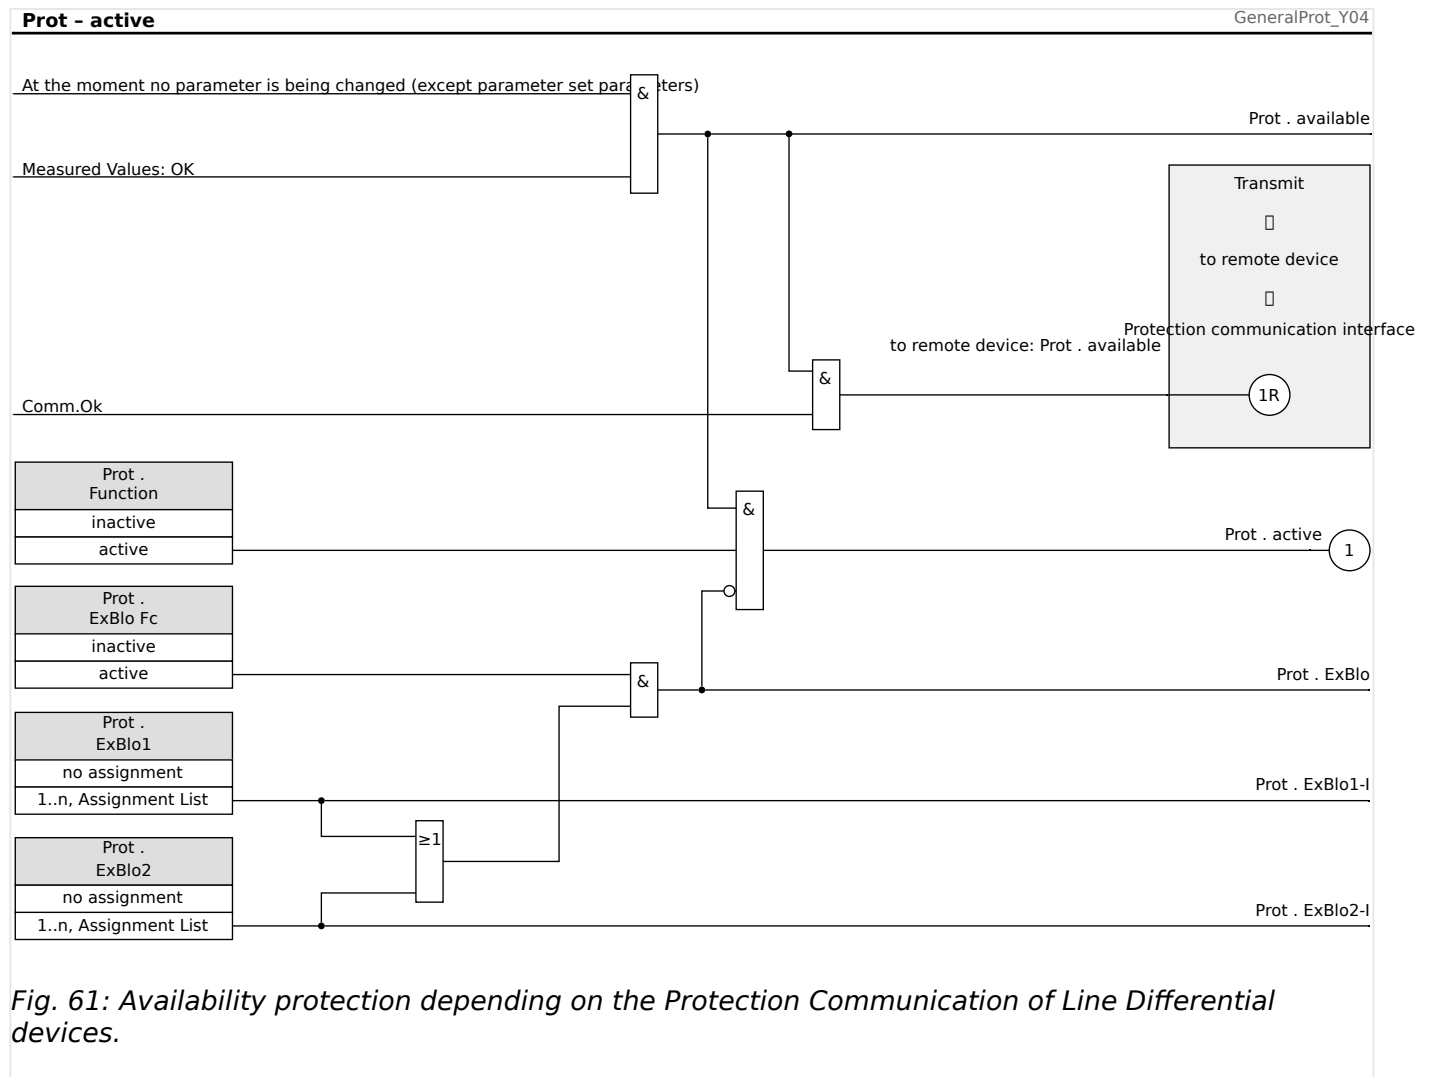 Prot – active
GeneralProt_Y04
At the moment no parameter is being changed (except parameter set parameters)
&
Prot . available
Measured Values: OK
Transmit
to remote device
Protection communication interface
to remote device: Prot . available
&
1R
Comm.Ok
Prot .
Function
inactive
active
&
Prot . active
1
Prot .
ExBlo Fc
inactive
active
&
Prot . ExBlo
Prot .
ExBlo1
no assignment
1..n, Assignment List
Prot . ExBlo1-I
≥1
Prot .
ExBlo2
no assignment
1..n, Assignment List
Prot . ExBlo2-I
Fig. 61: Availability protection depending on the Protection Communication of Line Differential
devices.